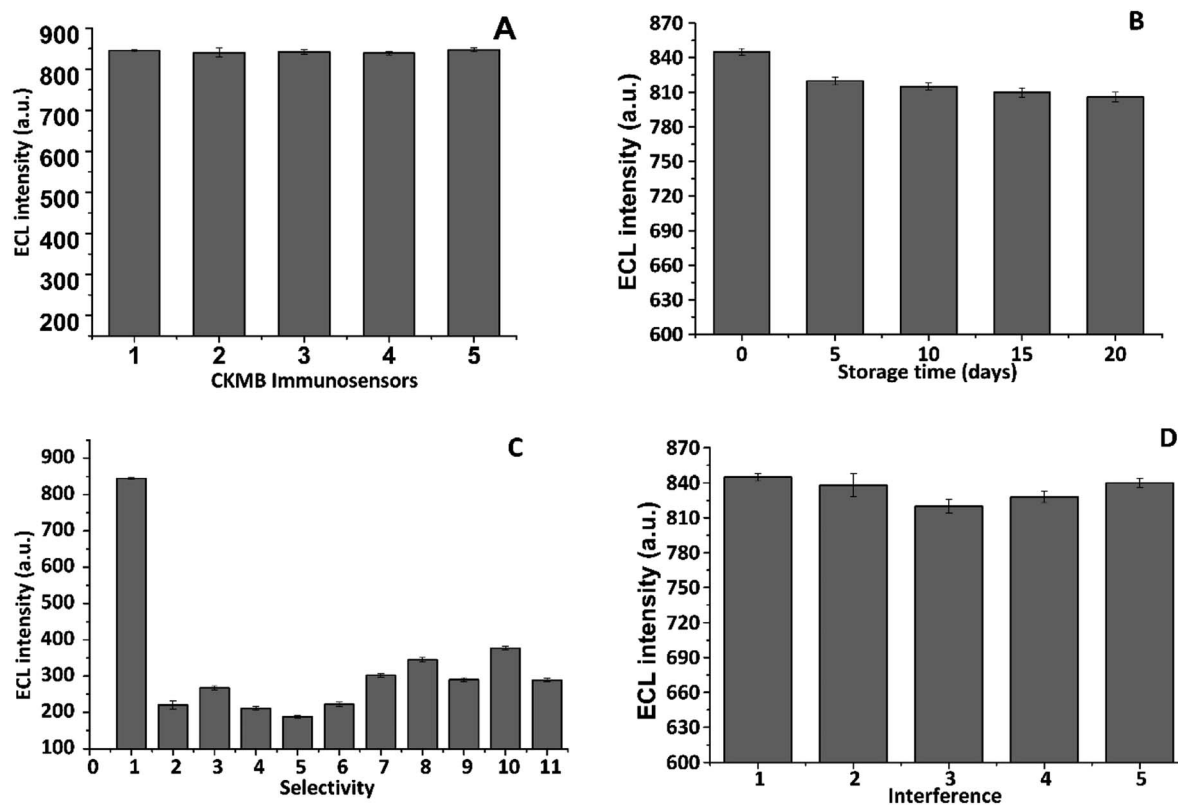 A
ECL intensity (a.u.)
900
800
900
800
700
600
500
400
300
200
1 2 3 4 5
CKMB Immunosensors
B
ECL intensity (a.u.)
870
840
810
780
750
720
690
660
630
600
0 5 10 15 20
Storage time (days)
C
ECL intensity (a.u.)
900
800
700
600
500
400
300
200
100
0 1 2 3 4 5 6 7 8 9 10 11
Selectivity
D
ECL intensity (a.u.)
870
840
810
780
750
720
690
660
630
600
1 2 3 4 5
Interference